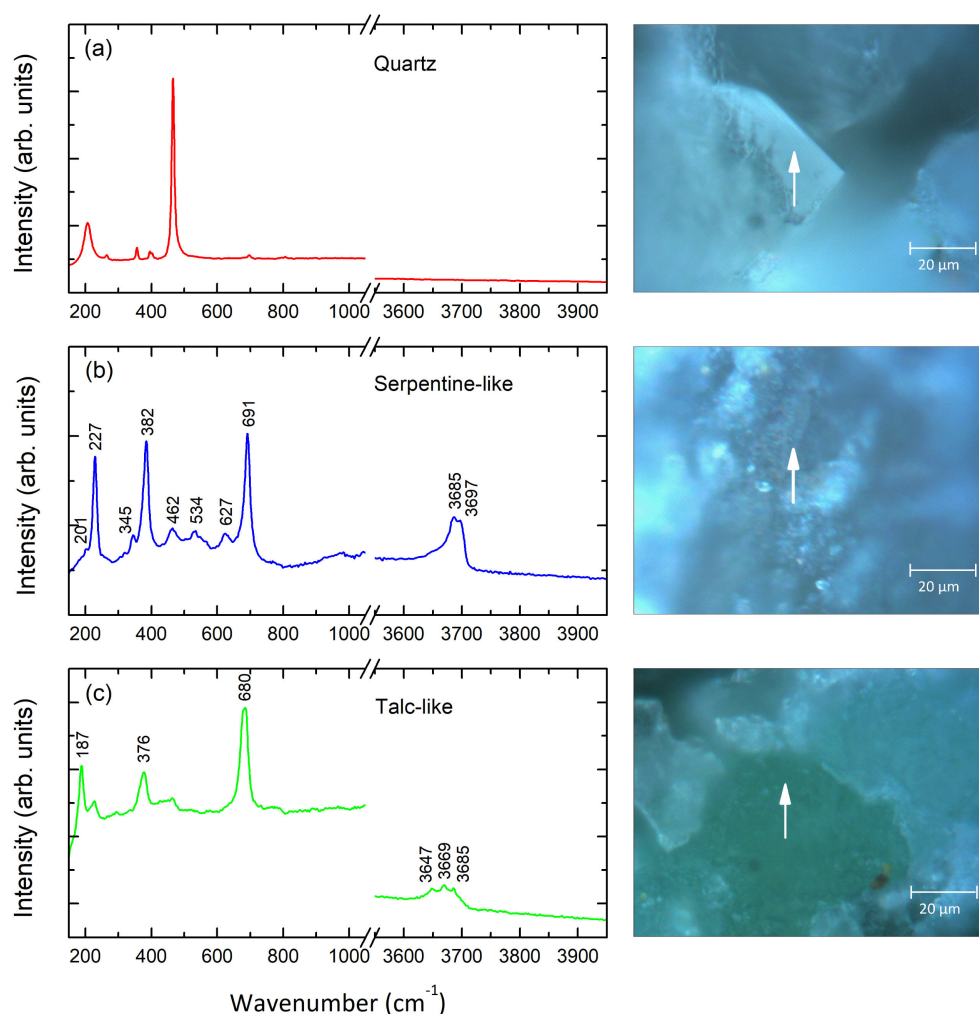 (a)
Quartz
Intensity (arb. units)
200 400 600 800 1000 3600 3700 3800 3900
20 µm
(b)
Serpentine-like
Intensity (arb. units)
201
227
345
382
462
534
627
691
3685
3697
200 400 600 800 1000 3600 3700 3800 3900
20 µm
(c)
Talc-like
Intensity (arb. units)
187
376
680
3647
3669
3685
200 400 600 800 1000 3600 3700 3800 3900
20 µm
Wavenumber (cm⁻¹)